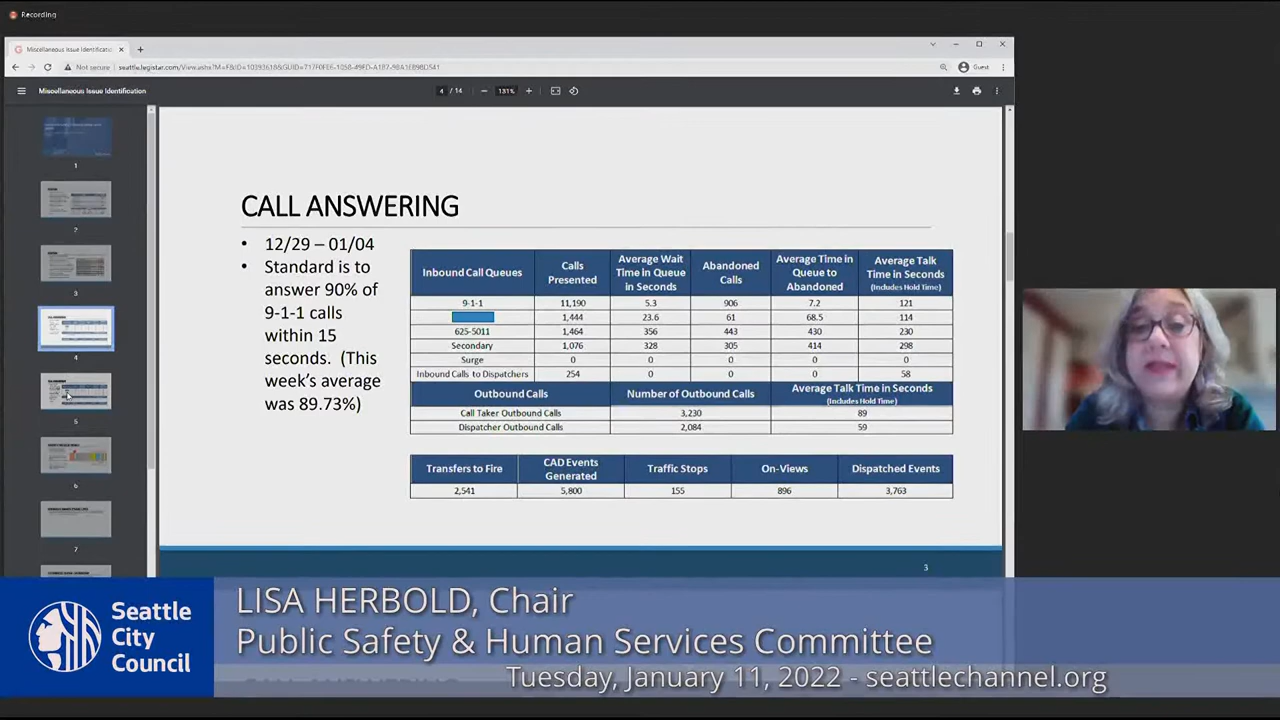 Recording
Miscellaneous Issue Identificatio
Guest
Not secure
Miscellaneous Issue Identification
4 / 14
131%
1
2
3
4
5
6
7
CALL ANSWERING
• 12/29 – 01/04
• Standard is to
answer 90% of
9-1-1 calls
within 15
seconds. (This
week's average
was 89.73%)
Inbound Call Queues Calls Presented Average Wait Time in Queue in Seconds Abandoned Calls Average Time in Queue to Abandoned Average Talk Time in Seconds (Includes Hold Time)
9-1-1 11,190 5.3 906 7.2 121
1,444 23.6 61 68.5 114
625-5011 1,464 356 443 430 230
Secondary 1,076 328 305 414 298
Surge 0 0 0 0 0
Inbound Calls to Dispatchers 254 0 0 0 58
Outbound Calls Number of Outbound Calls Average Talk Time in Seconds (Includes Hold Time)
Call Taker Outbound Calls 3,230 89
Dispatcher Outbound Calls 2,084 59
Transfers to Fire CAD Events Generated Traffic Stops On-Views Dispatched Events
2,541 5,800 155 896 3,763
3
Seattle
City
Council
LISA HERBOLD, Chair
Public Safety & Human Services Committee
Tuesday, January 11, 2022 - seattlechannel.org